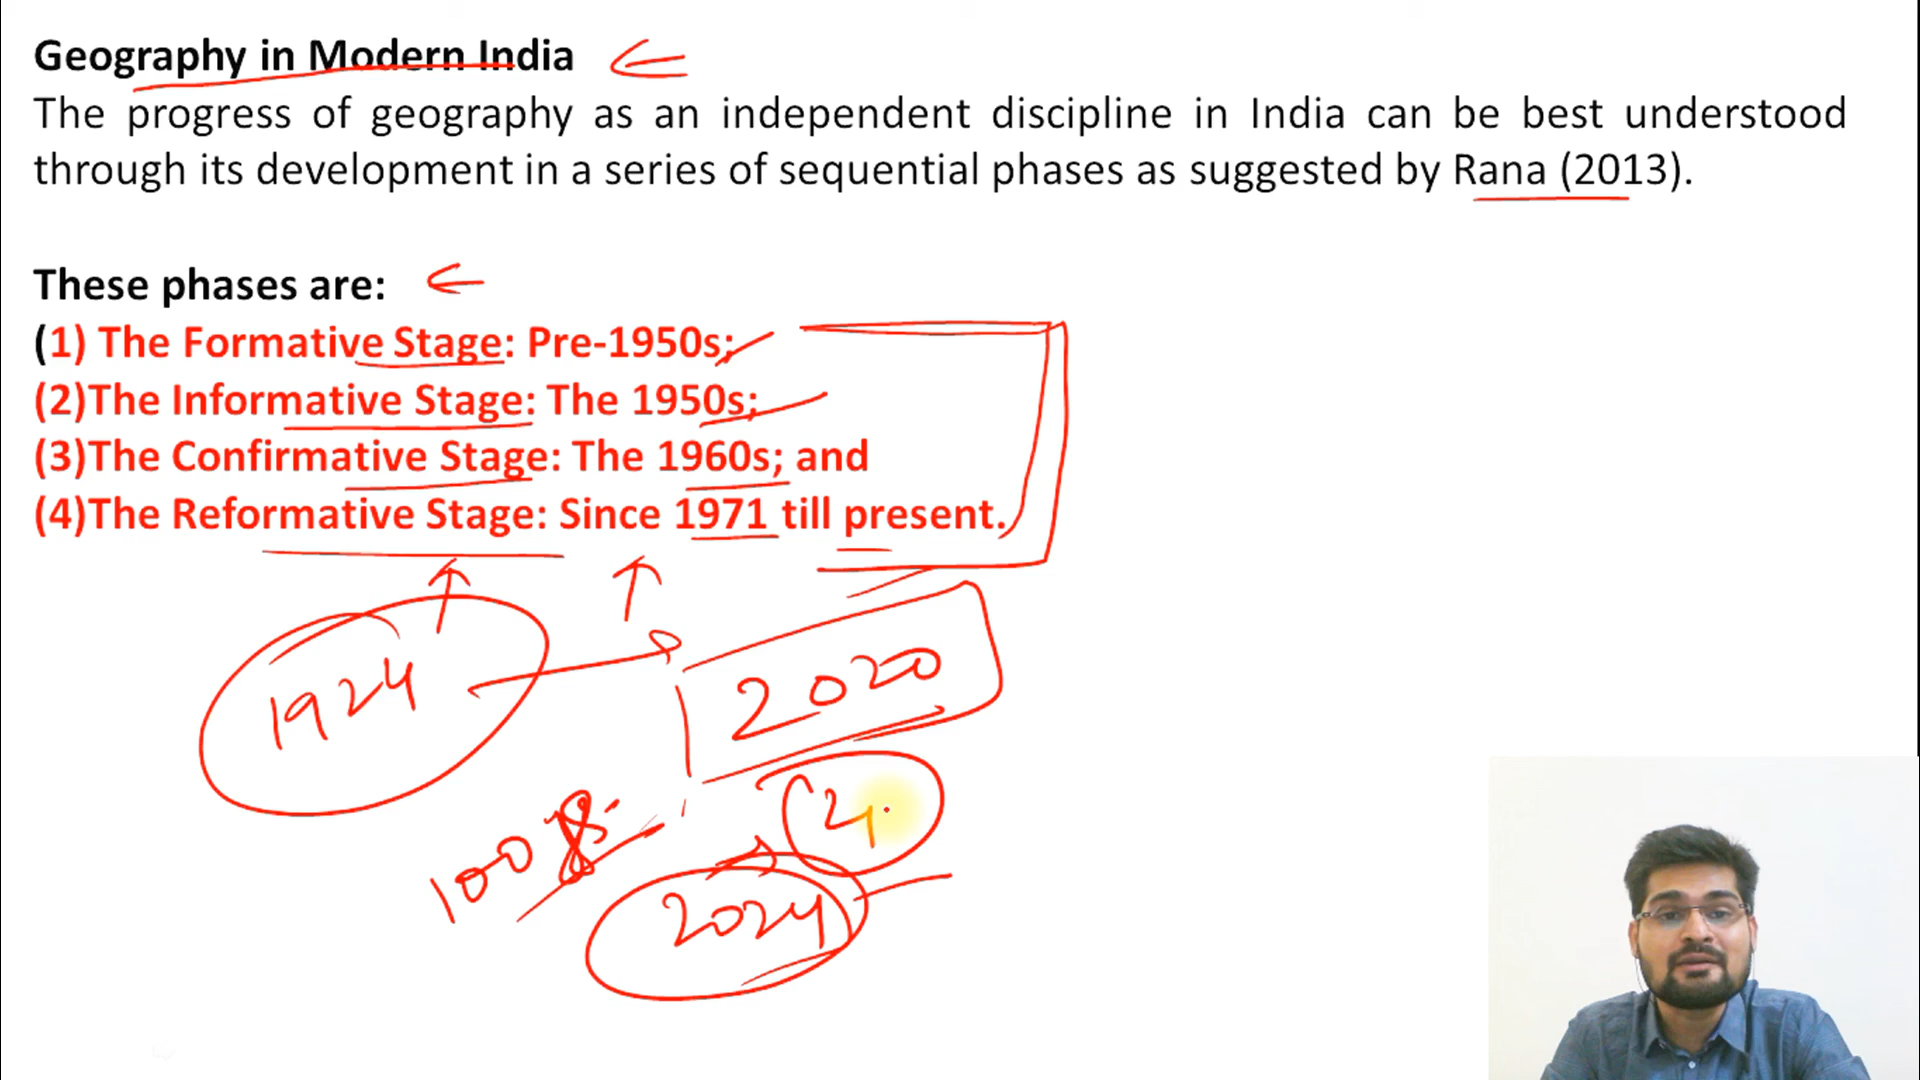 Geography in Modern India
The progress of geography as an independent discipline in India can be best understood
through its development in a series of sequential phases as suggested by Rana (2013).
These phases are:
(1) The Formative Stage: Pre-1950s;
(2)The Informative Stage: The 1950s;
(3)The Confirmative Stage: The 1960s; and
(4)The Reformative Stage: Since 1971 till present.
1924
2020
24
100
2024